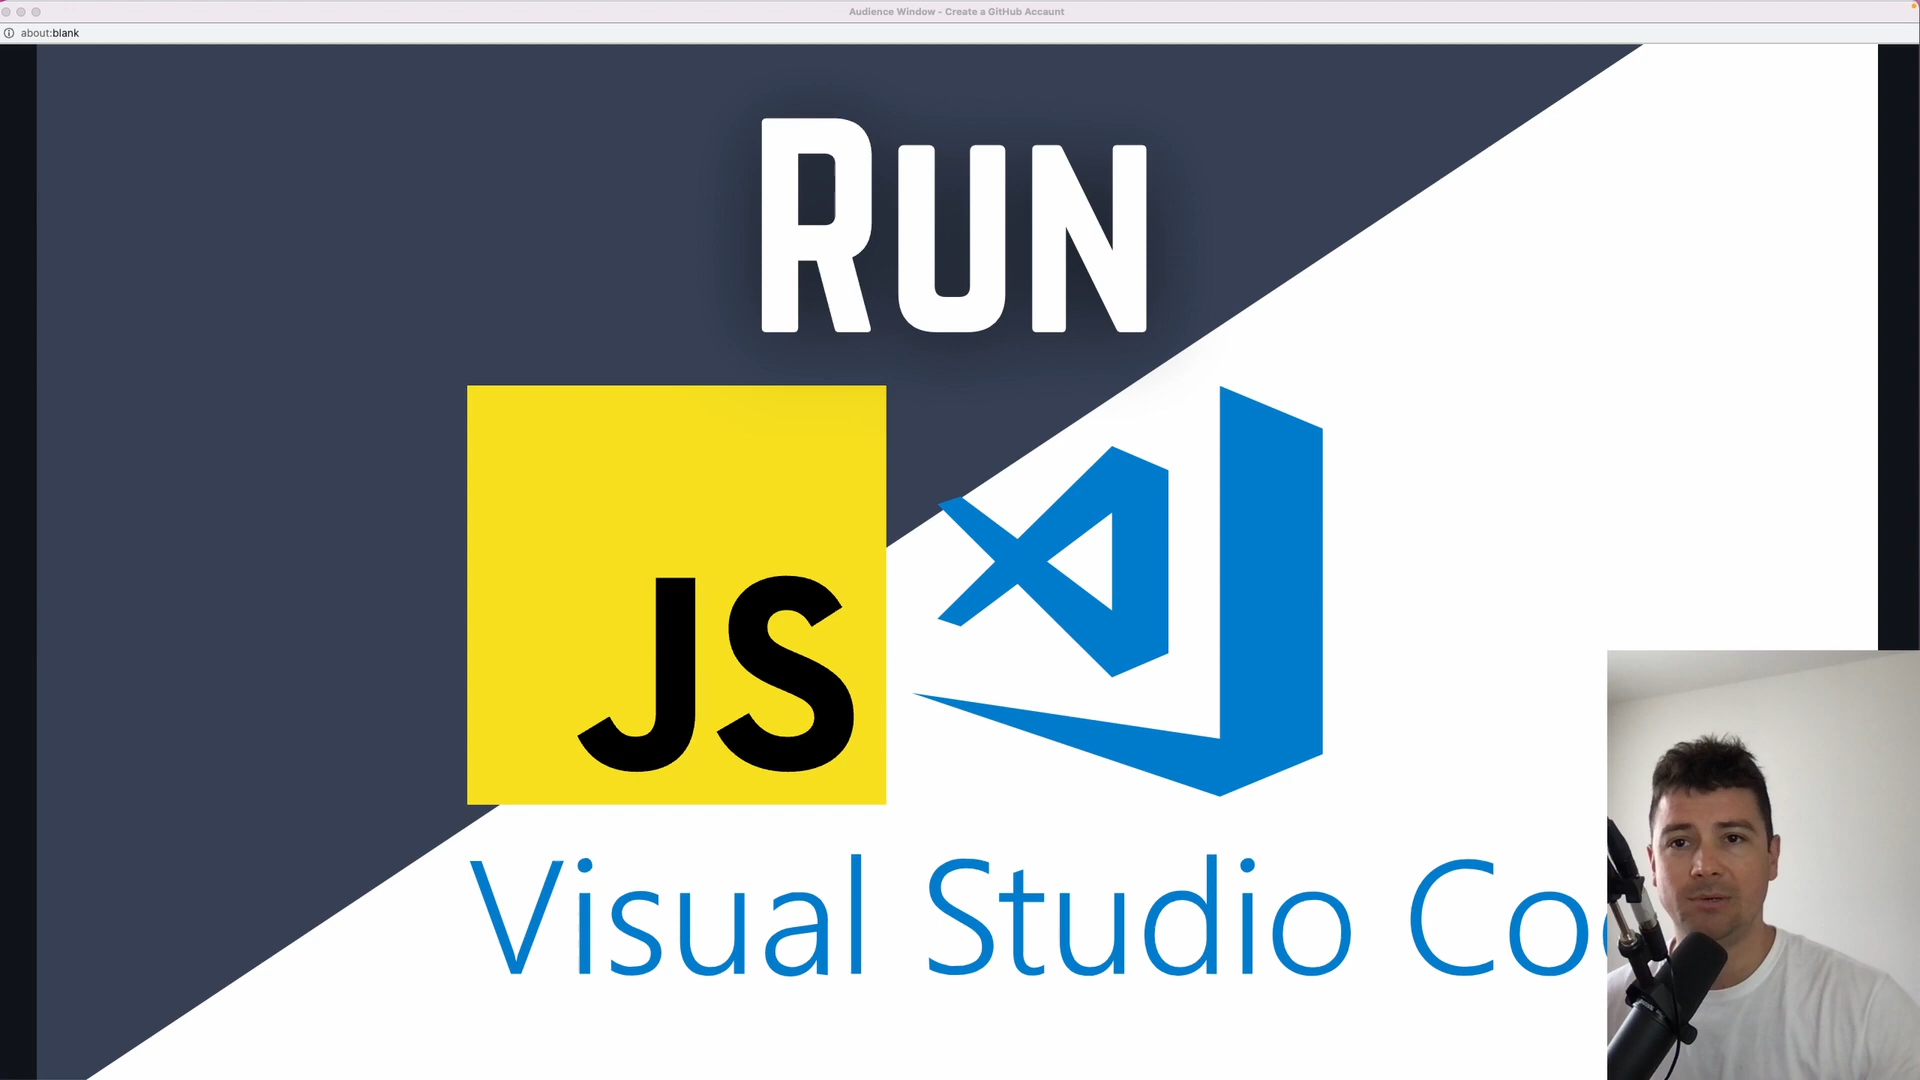 Audience Window - Create a GitHub Accaunt
about:blank
Run
JS
Visual Studio Co